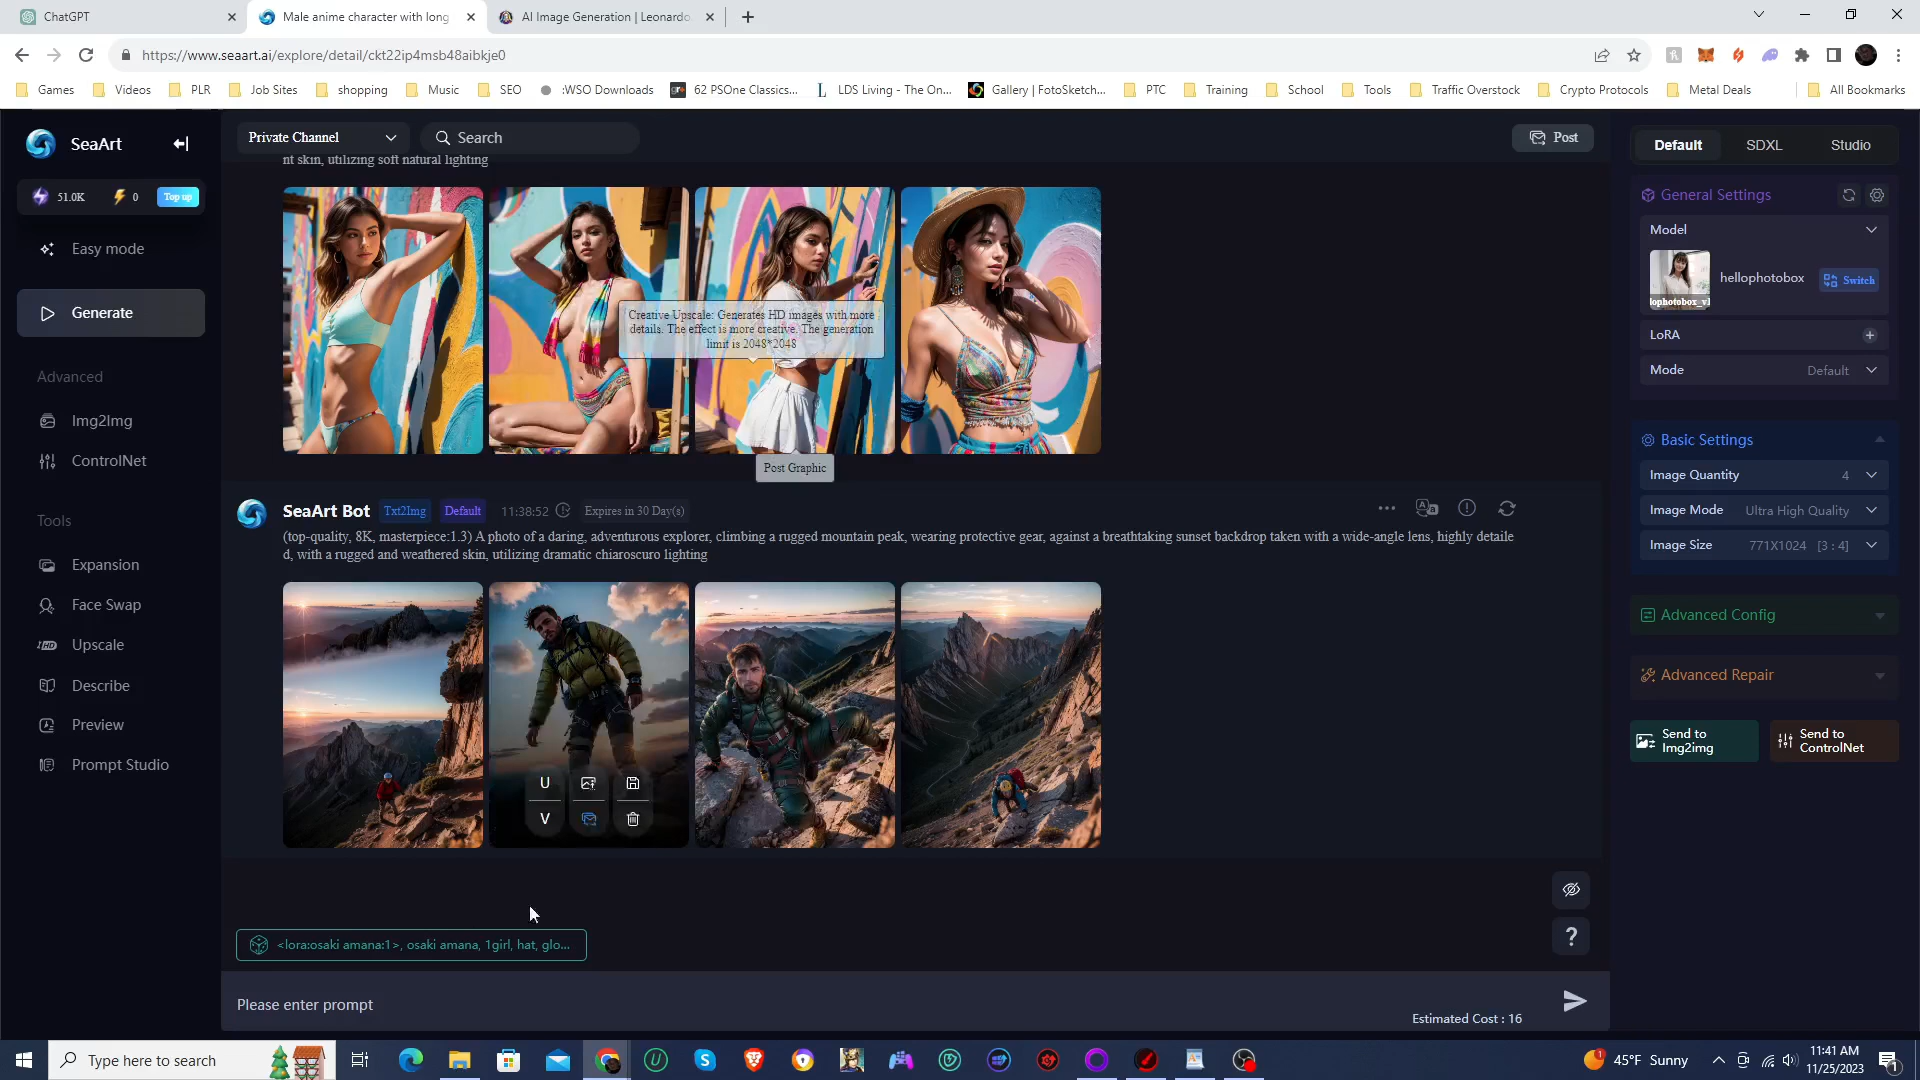 ChatGPT
Male anime character with long
AI Image Generation | Leonardo
https://www.seaart.ai/explore/detail/ckt22ip4msb48aibkje0
Games
Videos
PLR
Job Sites
shopping
Music
SEO
:WSO Downloads
62 PSOne Classics...
LDS Living - The On...
Gallery | FotoSketch...
PTC
Training
School
Tools
Traffic Overstock
Crypto Protocols
Metal Deals
All Bookmarks
SeaArt
51.0K
0
Top up
Easy mode
Generate
Advanced
Img2Img
ControlNet
Tools
Expansion
Face Swap
Upscale
Describe
Preview
Prompt Studio
Private Channel
Search
Post
nt skin, utilizing soft natural lighting
Creative Upscale: Generates HD images with more
details. The effect is more creative. The generation
limit is 2048*2048
Post Graphic
SeaArt Bot
Txt2Img
Default
11:38:52
Expires in 30 Day(s)
(top-quality, 8K, masterpiece:1.3) A photo of a daring, adventurous explorer, climbing a rugged mountain peak, wearing protective gear, against a breathtaking sunset backdrop taken with a wide-angle lens, highly detaile
d, with a rugged and weathered skin, utilizing dramatic chiaroscuro lighting
U
V
<lora:osaki amana:1>, osaki amana, 1girl, hat, glo...
Please enter prompt
Estimated Cost : 16
?
Default
SDXL
Studio
General Settings
Model
lophotobox_v1
hellophotobox
Switch
LoRA
Mode
Default
Basic Settings
Image Quantity
4
Image Mode
Ultra High Quality
Image Size
771X1024 [3 : 4]
Advanced Config
Advanced Repair
Send to
Img2img
Send to
ControlNet
Type here to search
45°F Sunny
11:41 AM
11/25/2023